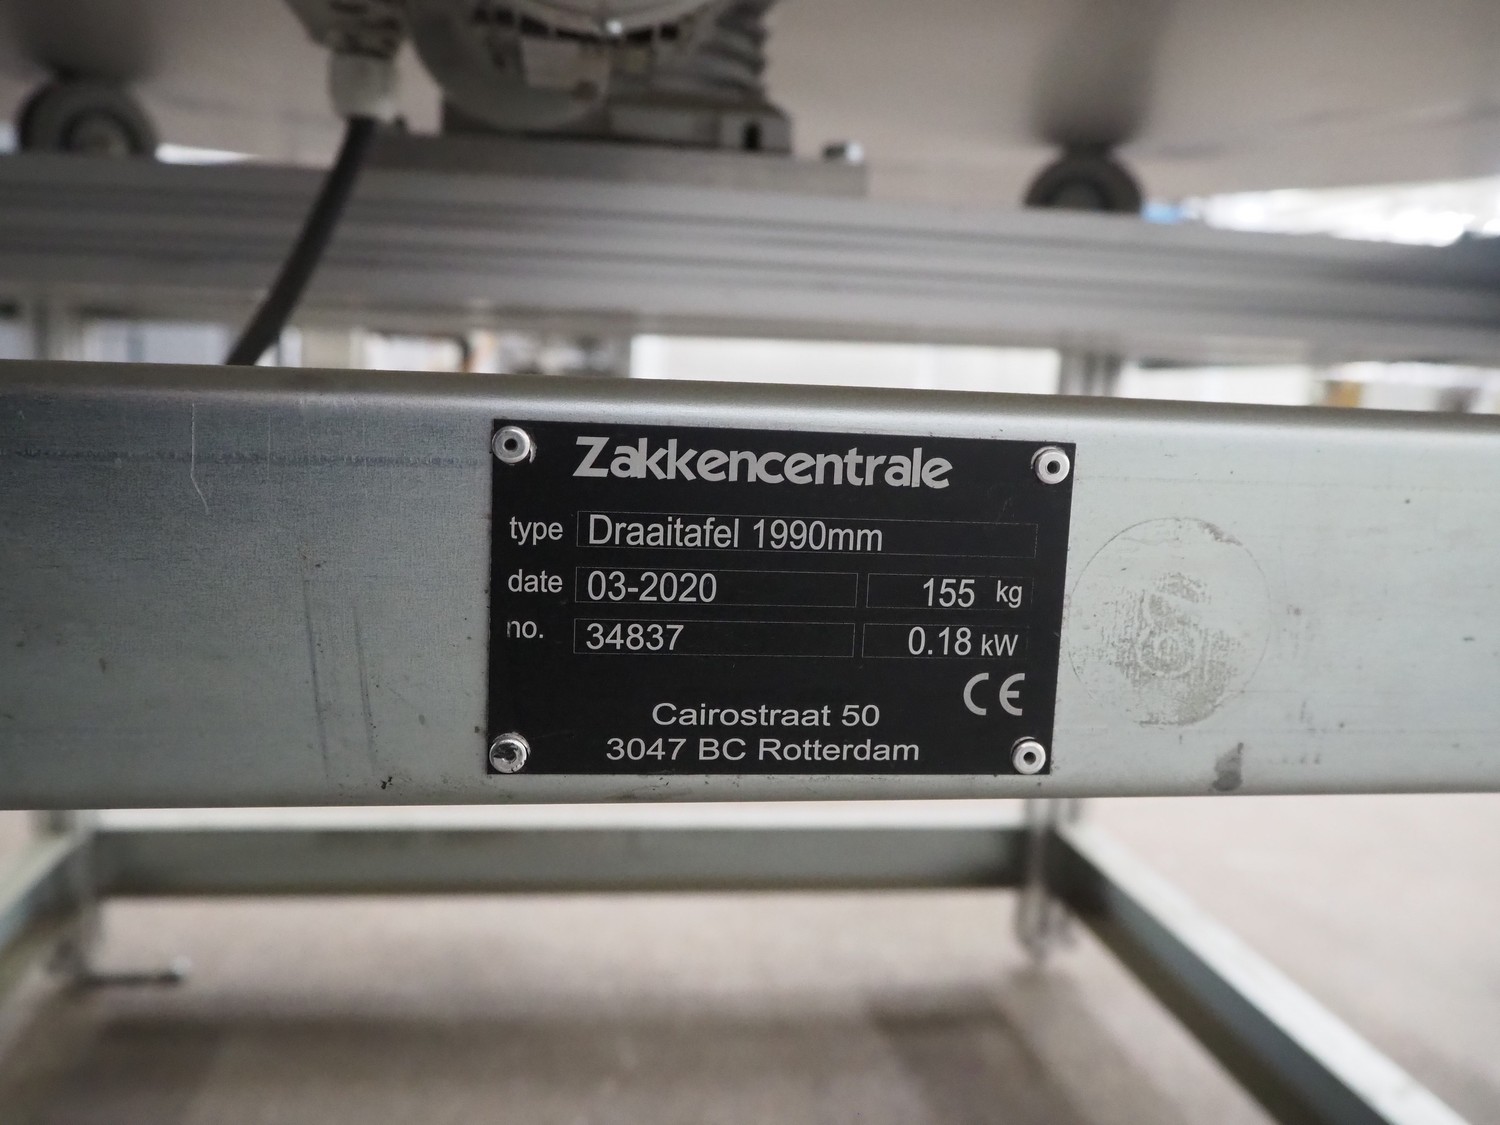 Zakkencentrale
type Draaitafel 1990mm
date 03-2020 155 kg
no. 34837 0.18 kW
CE
Cairostraat 50
3047 BC Rotterdam